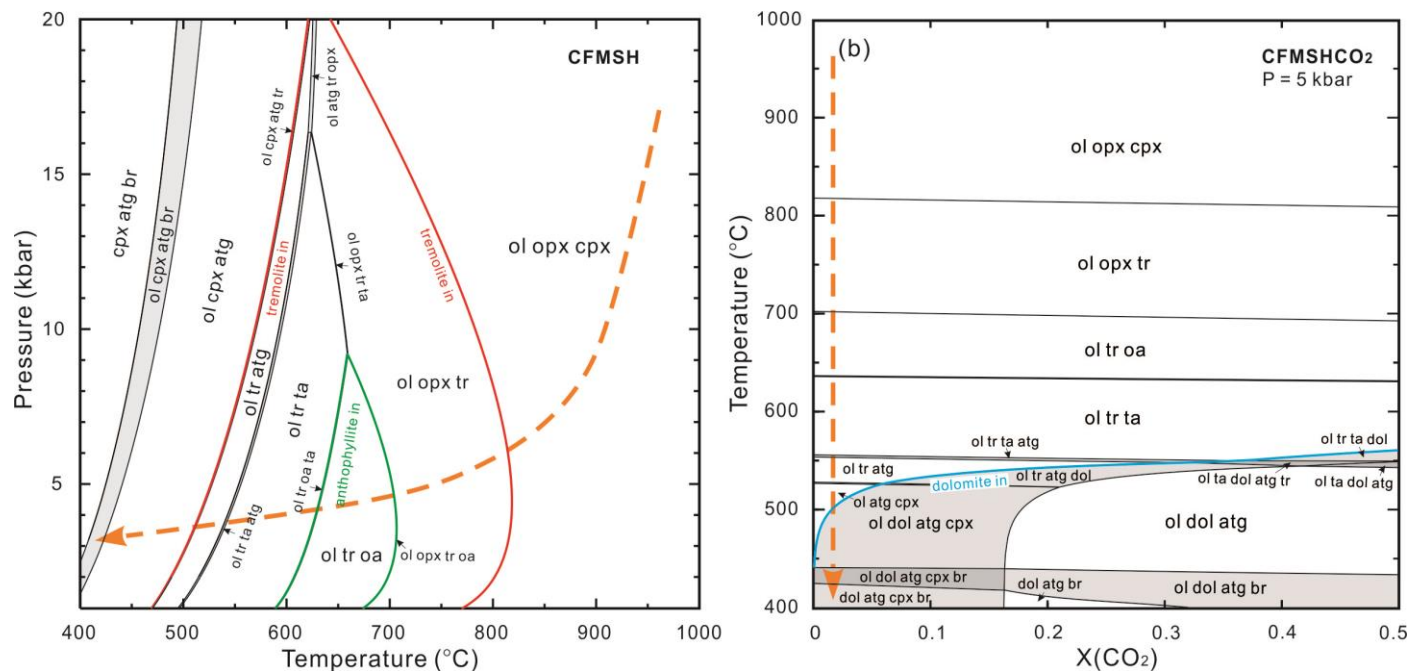 CFMSH
Pressure (kbar)
20
15
10
5
400
500
600
700
800
900
1000
Temperature (°C)
cpx atg br
ol cpx atg br
ol cpx atg
ol cpx atg tr
tremolite in
ol tr atg
ol atg tr opx
ol tr ta
ol opx tr ta
tremolite in
ol opx cpx
ol opx tr
anthophyllite in
ol tr oa ta
ol tr ta atg
ol tr oa
ol opx tr oa
(b)
CFMSHCO₂
P = 5 kbar
Temperature (°C)
1000
900
800
700
600
500
400
0
0.1
0.2
0.3
0.4
0.5
X(CO₂)
ol opx cpx
ol opx tr
ol tr oa
ol tr ta
ol tr ta atg
ol tr ta dol
ol tr atg
dolomite in
ol tr atg dol
ol ta dol atg tr
ol ta dol atg
ol atg cpx
ol dol atg cpx
ol dol atg
ol dol atg cpx br
dol atg br
ol dol atg br
dol atg cpx br